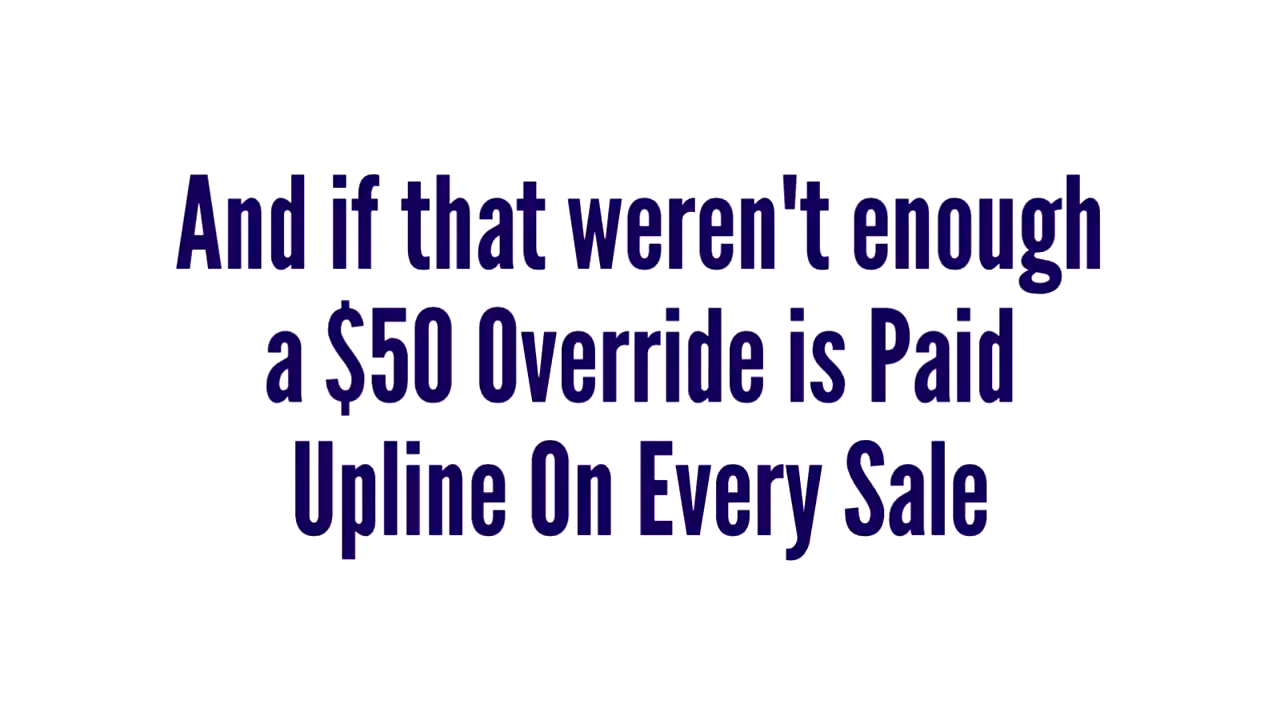 And if that weren't enough
a $50 Override is Paid
Upline On Every Sale